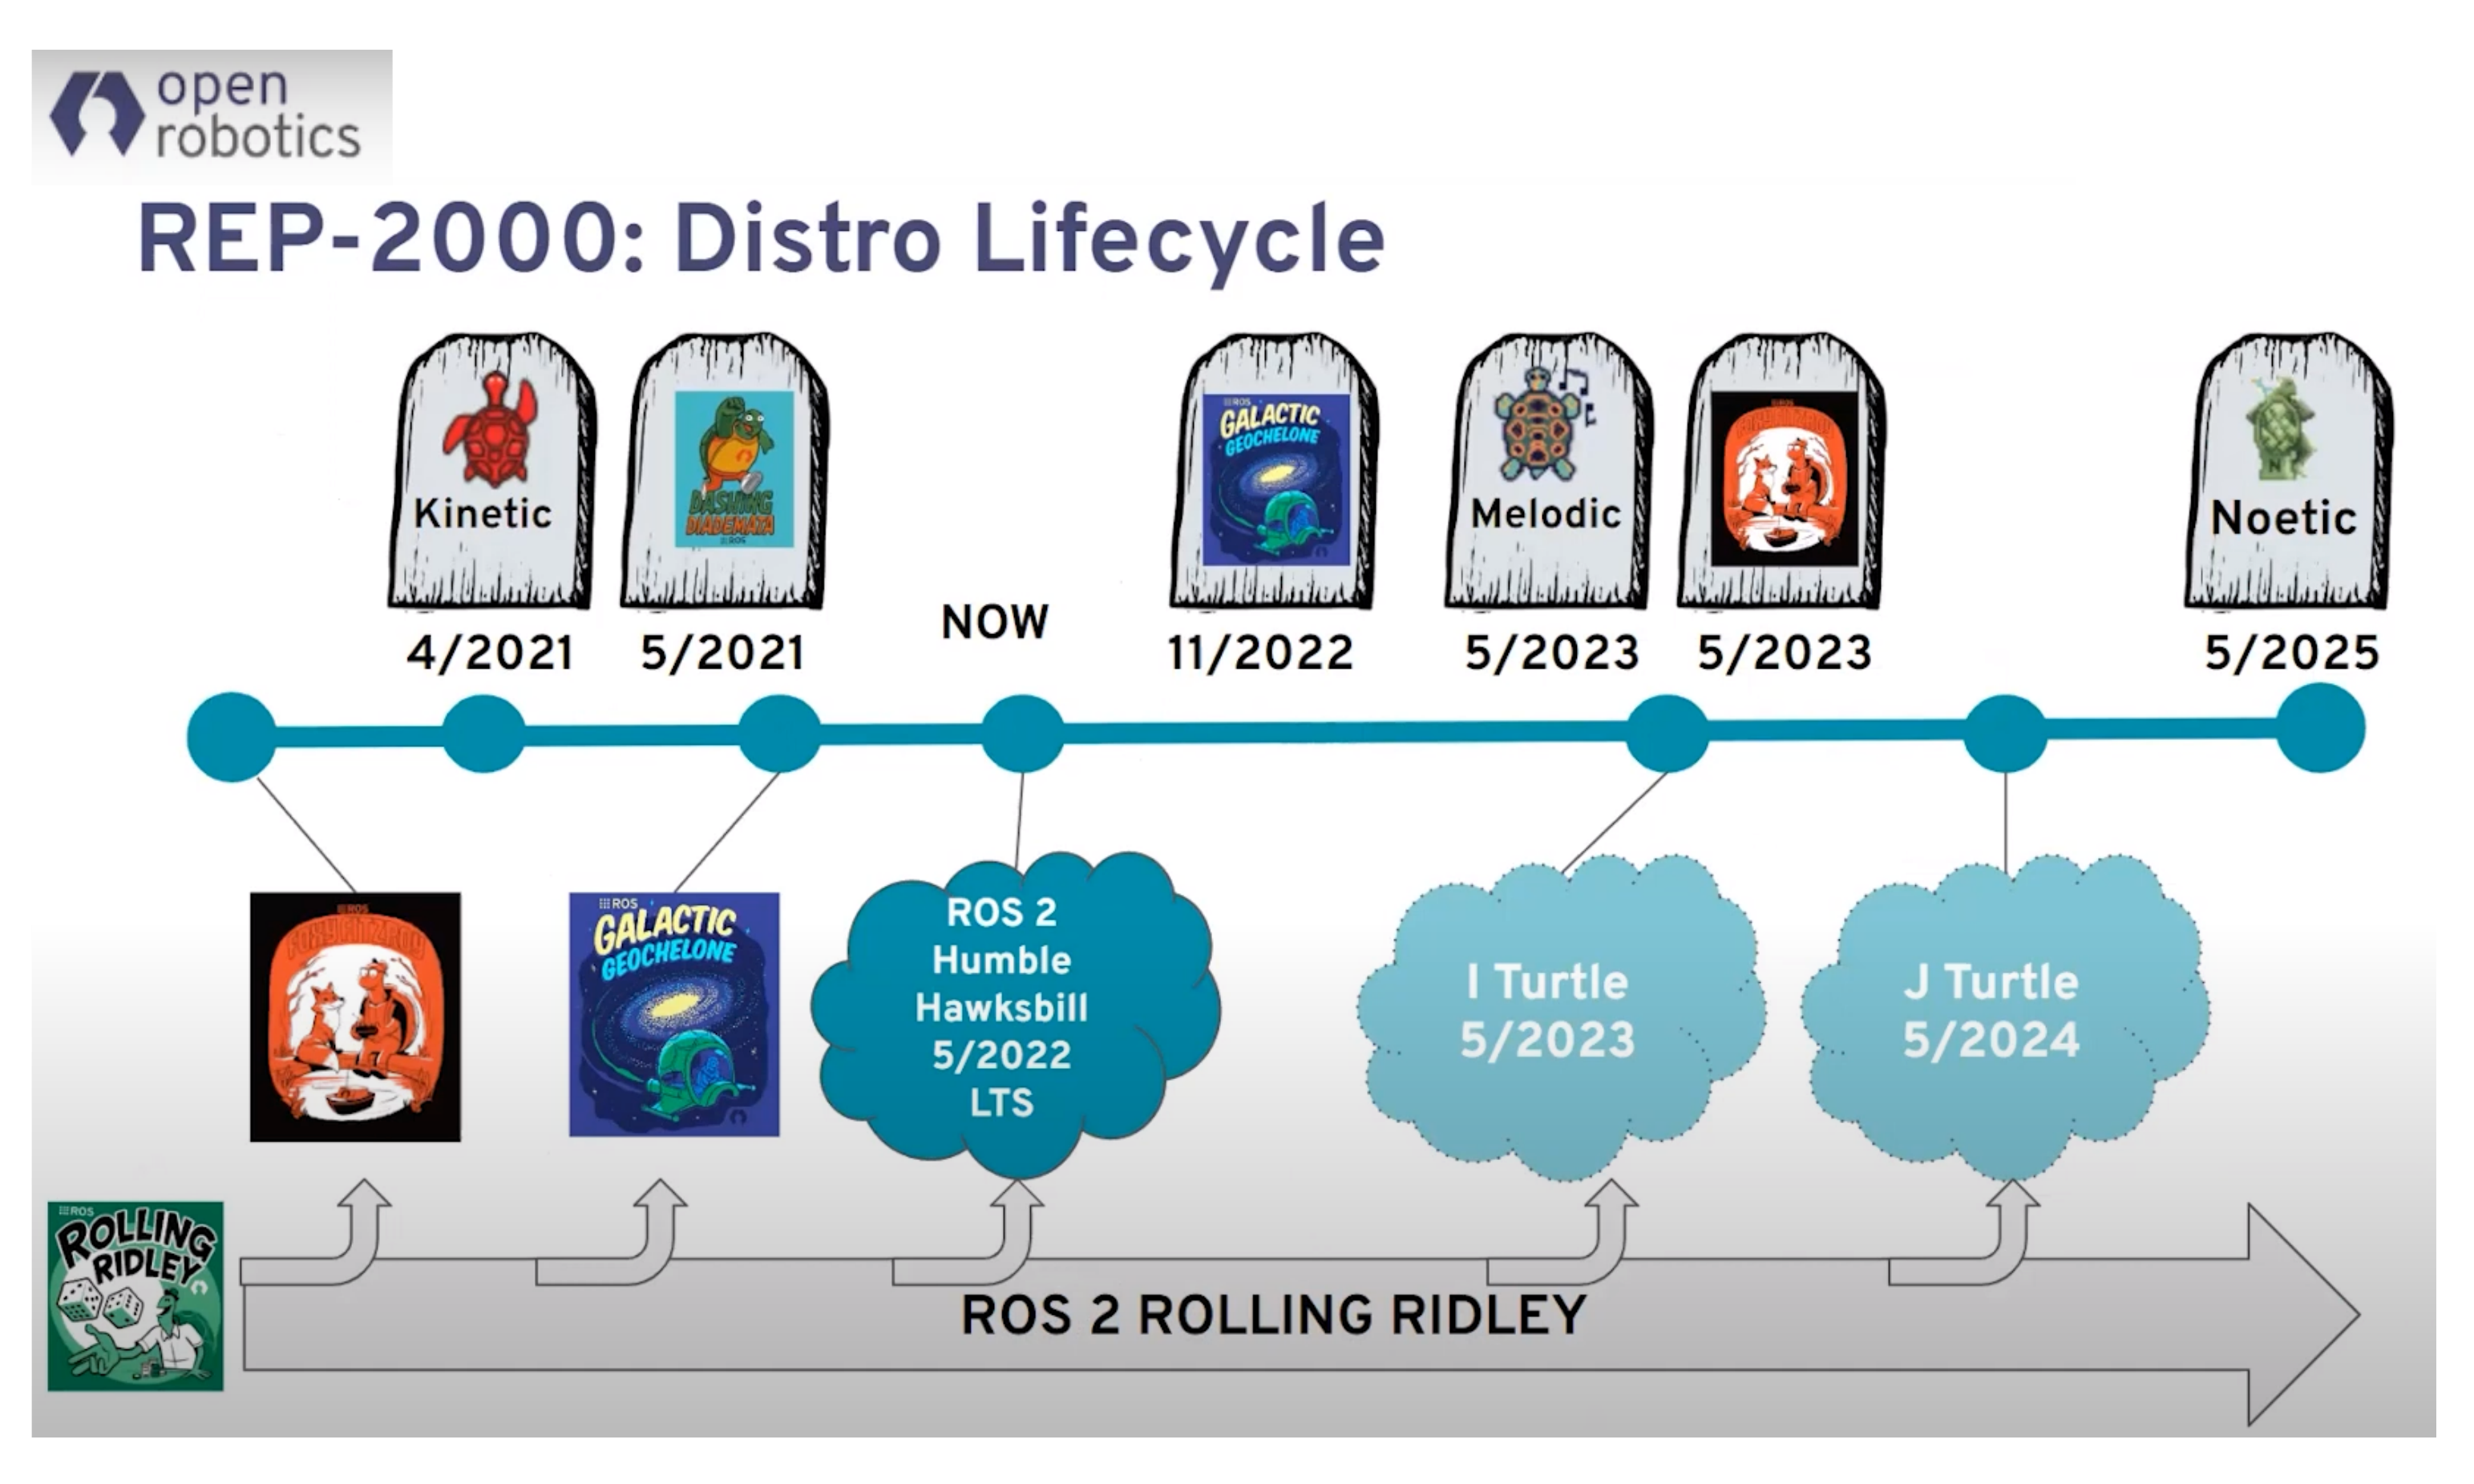 open
robotics
REP-2000: Distro Lifecycle
Kinetic
DASHING
DIADEMATA
ROS
ROS
GALACTIC
GEOCHELONE
Melodic
N
Noetic
4/2021
5/2021
NOW
11/2022
5/2023
5/2023
5/2025
ROS
FOXY FITZROY
ROS
GALACTIC
GEOCHELONE
ROS 2
Humble
Hawksbill
5/2022
LTS
I Turtle
5/2023
J Turtle
5/2024
ROS
ROLLING
RIDLEY
ROS 2 ROLLING RIDLEY